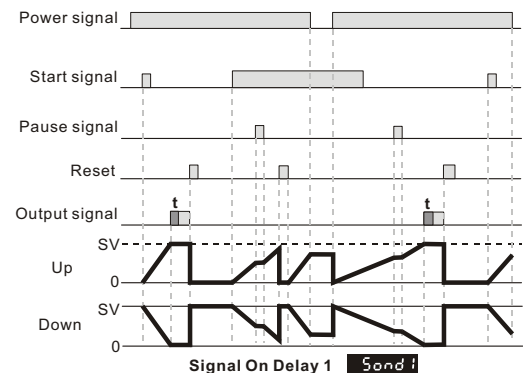 Power signal
Start signal
Pause signal
Reset
t
t
Output signal
SV
Up
0
SV
Down
0
Signal On Delay 1 Sond1